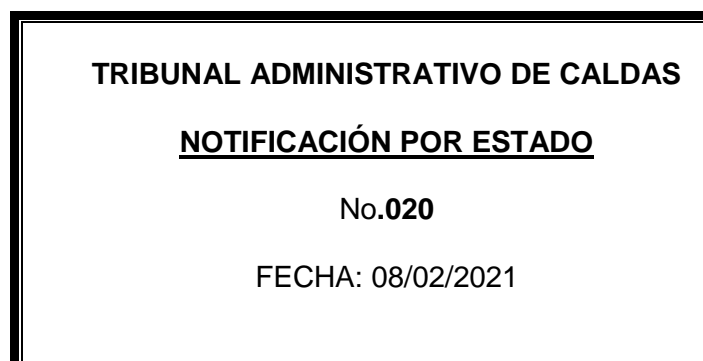 TRIBUNAL ADMINISTRATIVO DE CALDAS
NOTIFICACIÓN POR ESTADO
No.020
FECHA: 08/02/2021